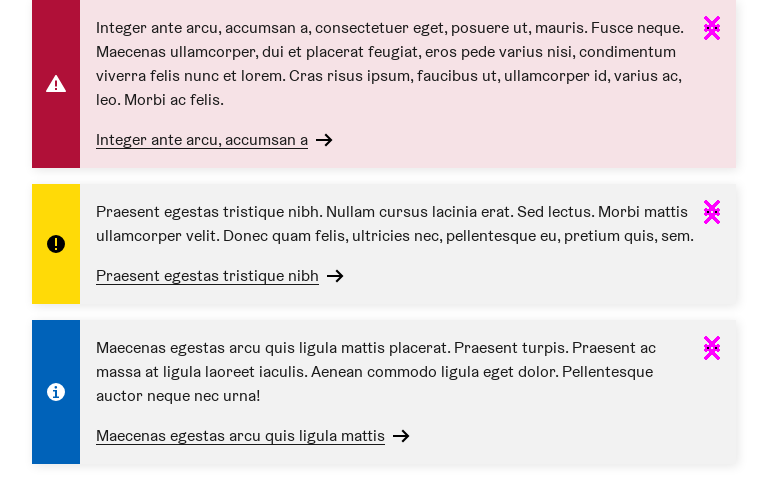 Integer ante arcu, accumsan a, consectetuer eget, posuere ut, mauris. Fusce neque.
Maecenas ullamcorper, dui et placerat feugiat, eros pede varius nisi, condimentum
viverra felis nunc et lorem. Cras risus ipsum, faucibus ut, ullamcorper id, varius ac,
leo. Morbi ac felis.
Integer ante arcu, accumsan a
Praesent egestas tristique nibh. Nullam cursus lacinia erat. Sed lectus. Morbi mattis
ullamcorper velit. Donec quam felis, ultricies nec, pellentesque eu, pretium quis, sem.
Praesent egestas tristique nibh
Maecenas egestas arcu quis ligula mattis placerat. Praesent turpis. Praesent ac
massa at ligula laoreet iaculis. Aenean commodo ligula eget dolor. Pellentesque
auctor neque nec urna!
Maecenas egestas arcu quis ligula mattis